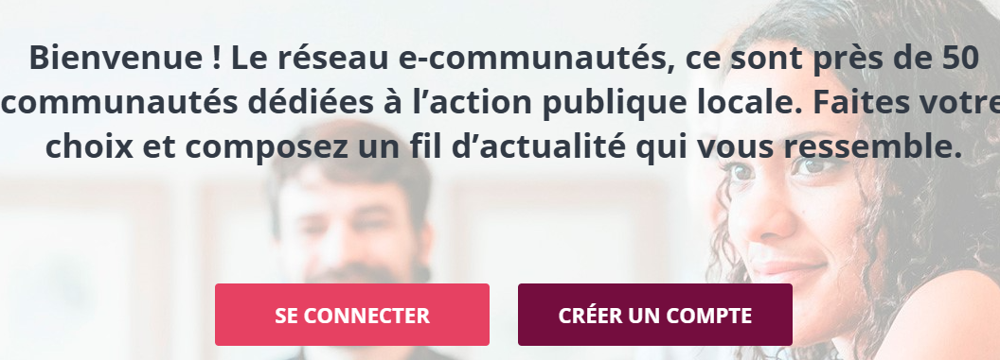 Bienvenue ! Le réseau e-communautés, ce sont près de 50
communautés dédiées à l’action publique locale. Faites votre
choix et composez un fil d’actualité qui vous ressemble.
SE CONNECTER
CRÉER UN COMPTE